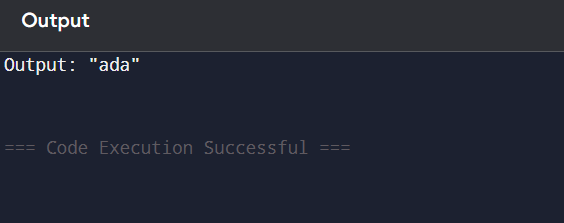 Output
Output: "ada"
=== Code Execution Successful ===